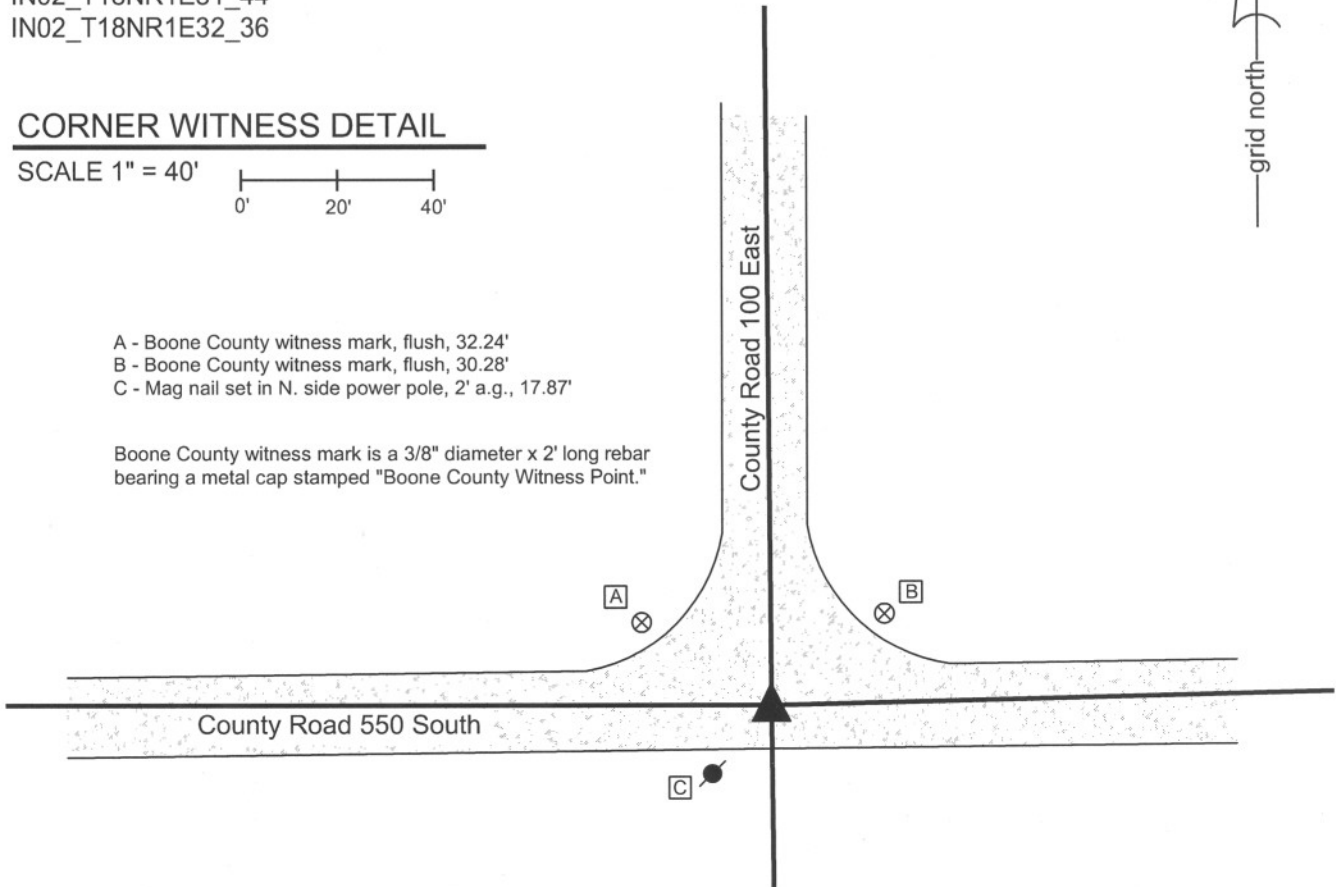 IN02_T18NR1E32_36
grid north
CORNER WITNESS DETAIL
SCALE 1" = 40'
0' 20' 40'
County Road 100 East
A - Boone County witness mark, flush, 32.24'
B - Boone County witness mark, flush, 30.28'
C - Mag nail set in N. side power pole, 2' a.g., 17.87'
Boone County witness mark is a 3/8" diameter x 2' long rebar
bearing a metal cap stamped "Boone County Witness Point."
A
B
County Road 550 South
C